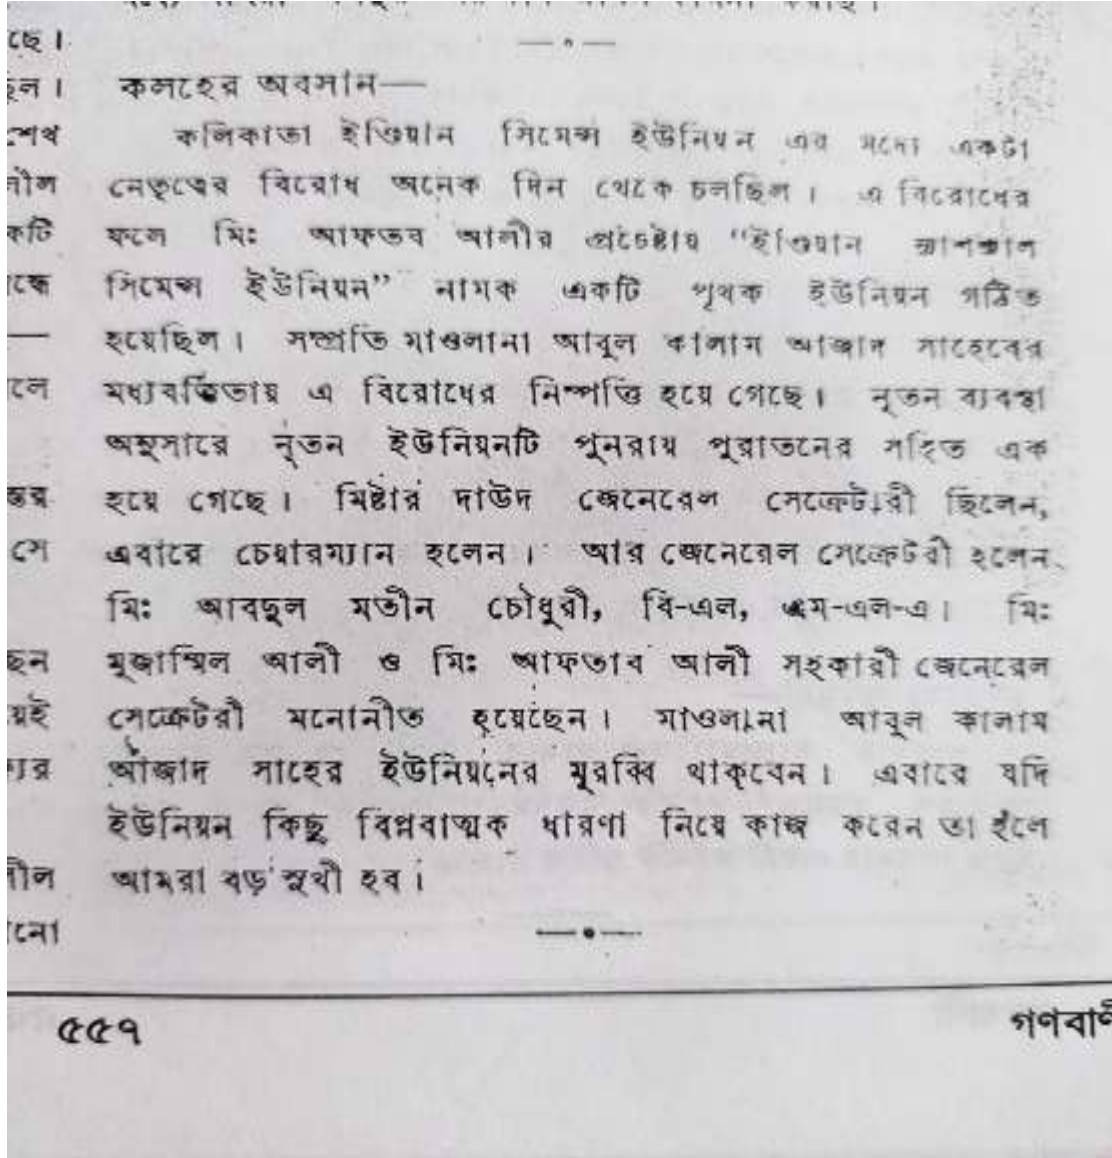 ছে।
কলহের অবসান—
কলিকাতা ইণ্ডিয়ান সিমেন্স ইউনিয়ন এর মধ্যে একটা
নেতৃত্বের বিরোধ অনেক দিন থেকে চলছিল। এ বিরোধের
ফলে মিঃ আফতব আলীর প্রচেষ্টায় “ইণ্ডিয়ান ন্যাশন্যাল
সিমেন্স ইউনিয়ন” নামক একটি পৃথক ইউনিয়ন গঠিত
হয়েছিল। সম্প্রতি মাওলানা আবুল কালাম আজাদ সাহেবের
মধ্যবর্ত্তিতায় এ বিরোধের নিষ্পত্তি হয়ে গেছে। নূতন ব্যবস্থা
অনুসারে নূতন ইউনিয়নটি পুনরায় পুরাতনের সহিত এক
হয়ে গেছে। মিষ্টার দাউদ জেনেরেল সেক্রেটারী ছিলেন,
এবারে চেয়ারম্যান হলেন। আর জেনেরেল সেক্রেটরী হলেন
মিঃ আবদুল মতীন চৌধুরী, বি-এল, এম-এল-এ। মিঃ
মুজাম্মিল আলী ও মিঃ আফতাব আলী সহকারী জেনেরেল
সেক্রেটরী মনোনীত হয়েছেন। মাওলানা আবুল কালাম
আজাদ সাহের ইউনিয়নের মুরব্বি থাকবেন। এবারে যদি
ইউনিয়ন কিছু বিপ্লবাত্মক ধারণা নিয়ে কাজ করেন তা হ'লে
আমরা বড় সুখী হব।
৫৫৭
গণবাণী